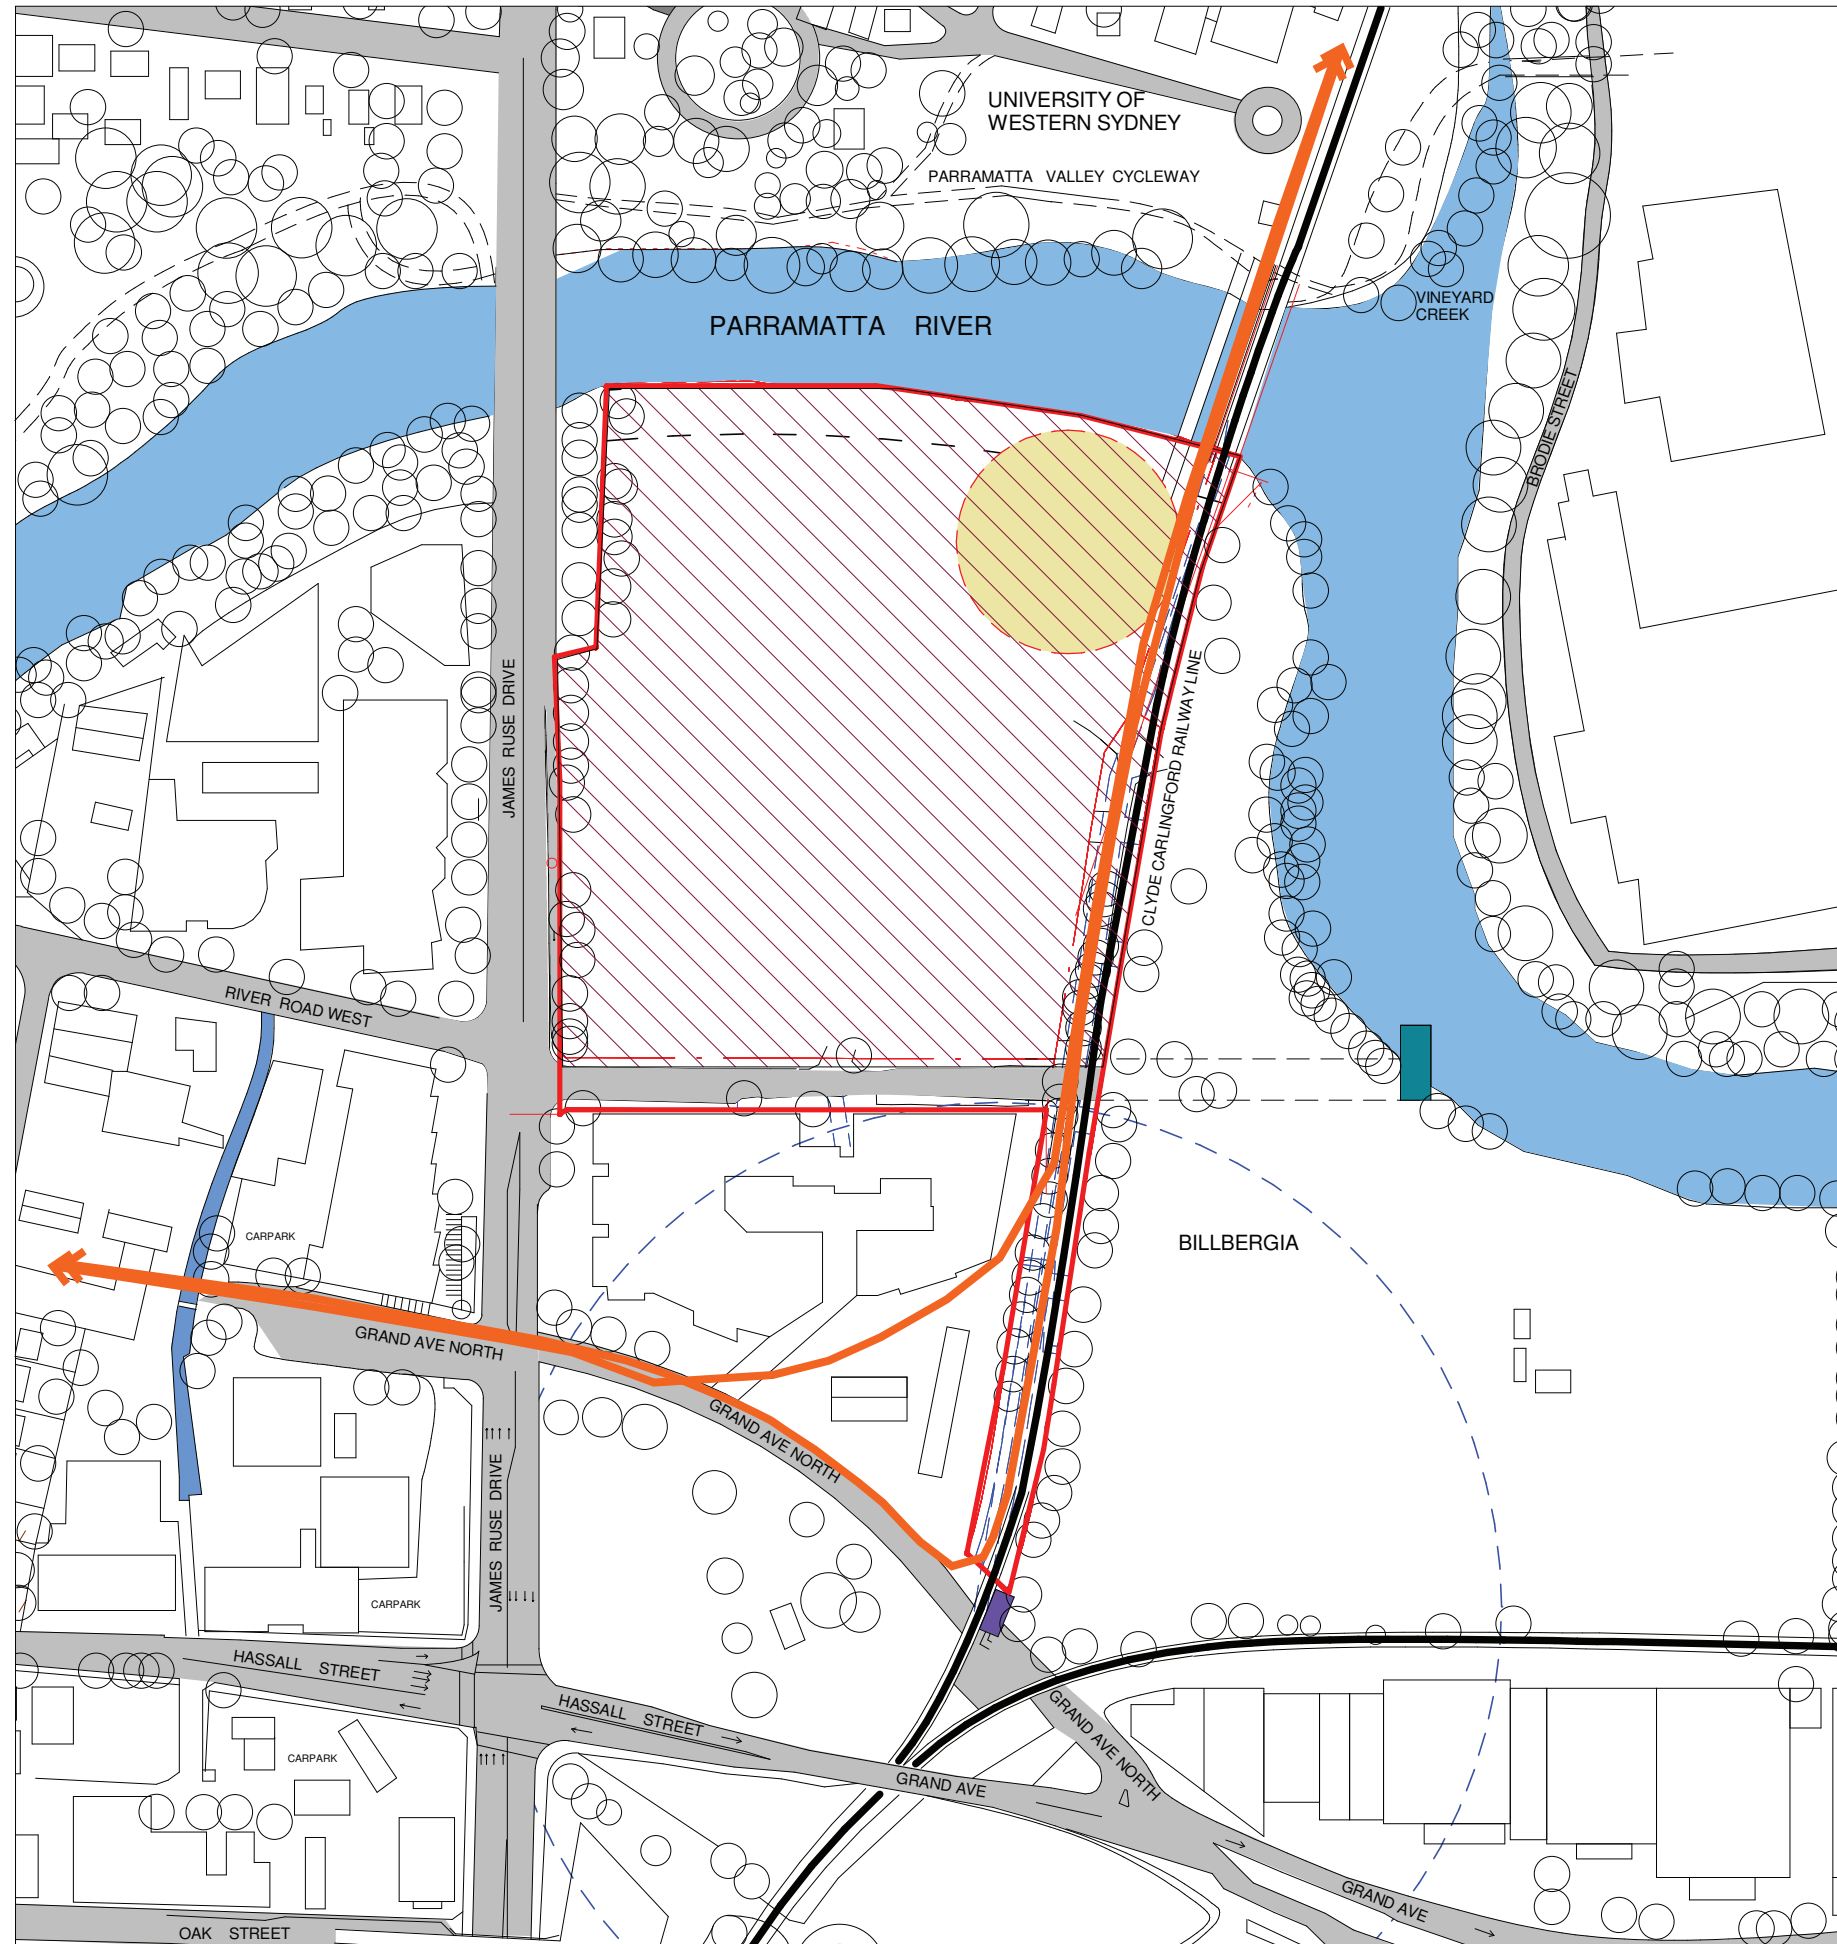 UNIVERSITY OF
WESTERN SYDNEY
PARRAMATTA VALLEY CYCLEWAY
VINEYARD
CREEK
PARRAMATTA RIVER
BRODIE STREET
JAMES RUSE DRIVE
CLYDE CARLINGFORD RAILWAY LINE
RIVER ROAD WEST
CARPARK
BILLBERGIA
GRAND AVE NORTH
GRAND AVE NORTH
JAMES RUSE DRIVE
CARPARK
HASSALL STREET
HASSALL STREET
GRAND AVE NORTH
CARPARK
GRAND AVE
GRAND AVE
OAK STREET